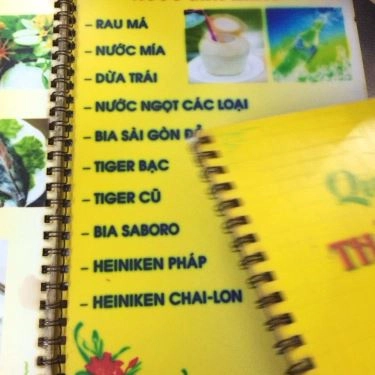 – RAU MÁ
– NƯỚC MÍA
– DỪA TRÁI
– NƯỚC NGỌT CÁC LOẠI
– BIA SÀI GÒN ĐỎ
– TIGER BẠC
– TIGER CŨ
– BIA SABORO
– HEINIKEN PHÁP
– HEINIKEN CHAI-LON